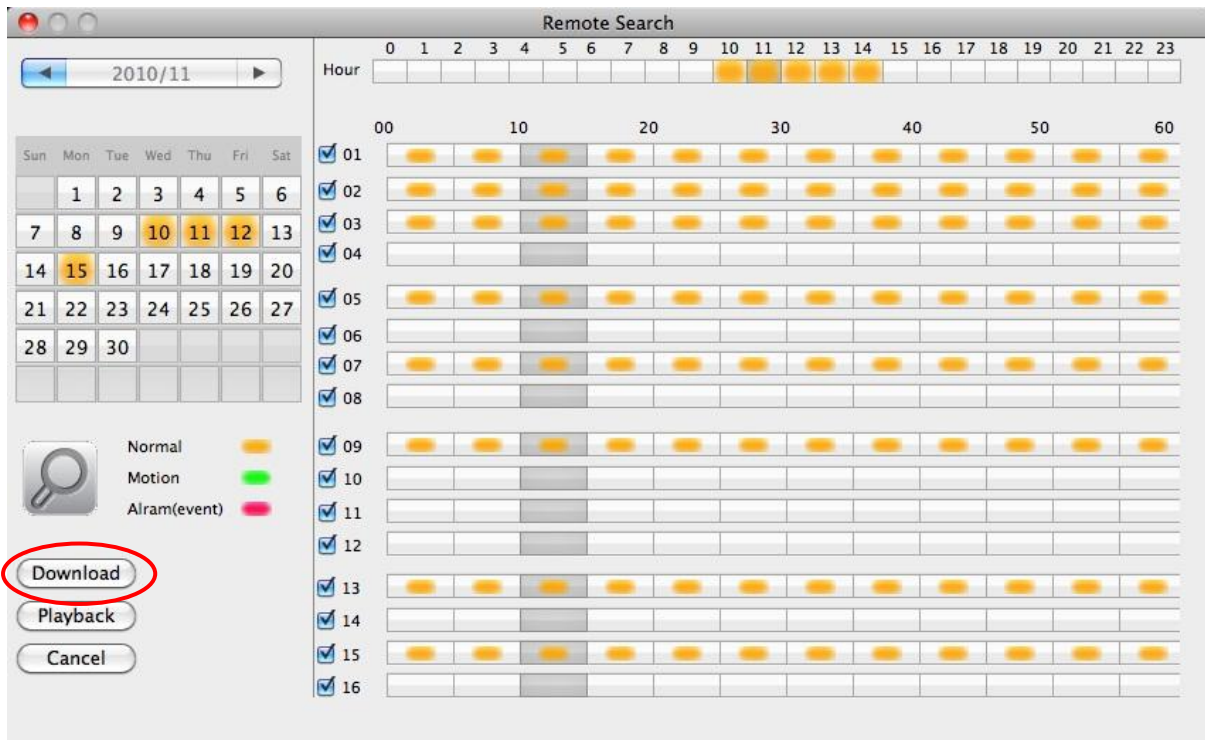 Remote Search
2010/11
Sun Mon Tue Wed Thu Fri Sat
1 2 3 4 5 6
7 8 9 10 11 12 13
14 15 16 17 18 19 20
21 22 23 24 25 26 27
28 29 30
Normal
Motion
Alram(event)
Download
Playback
Cancel
0 1 2 3 4 5 6 7 8 9 10 11 12 13 14 15 16 17 18 19 20 21 22 23
Hour
00 10 20 30 40 50 60
01
02
03
04
05
06
07
08
09
10
11
12
13
14
15
16